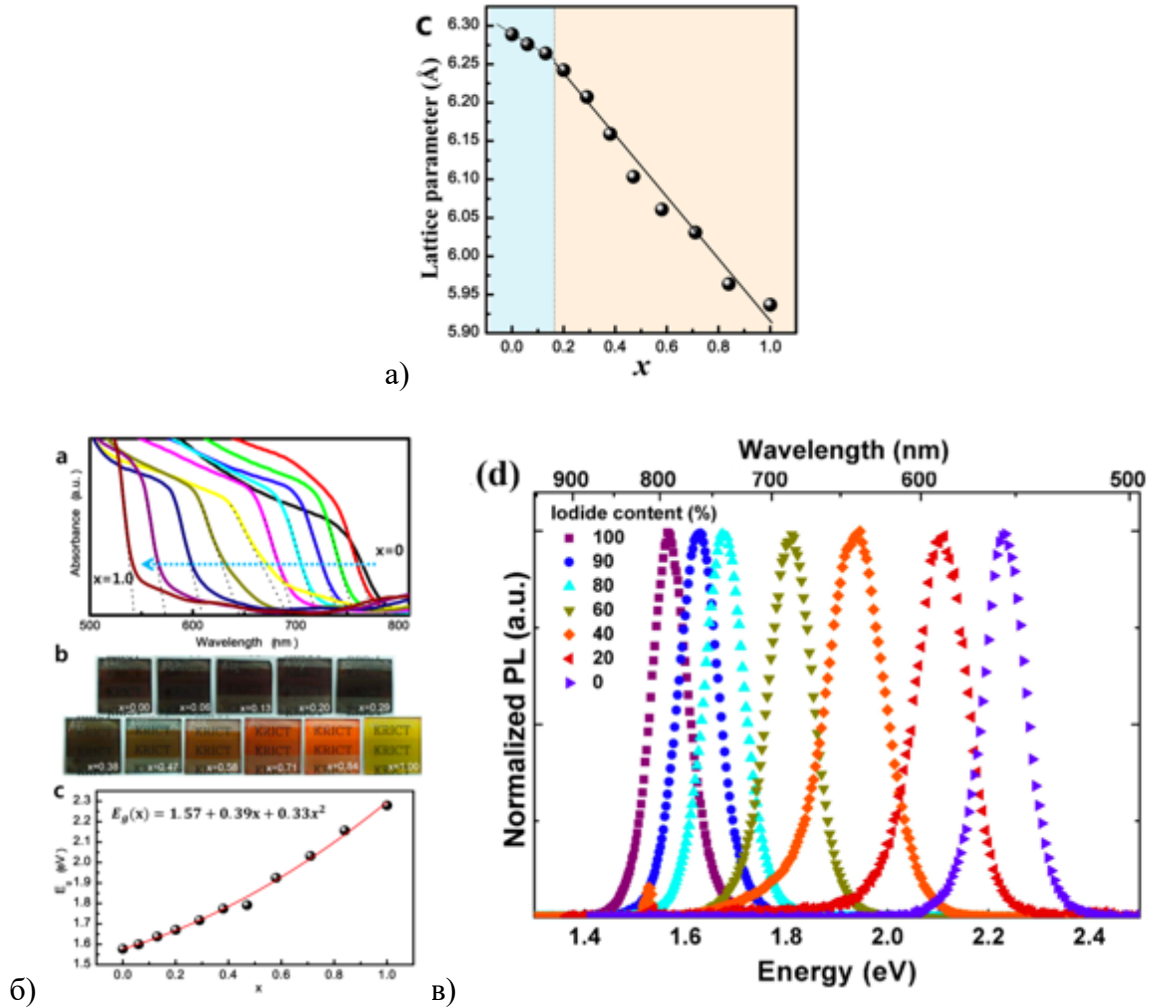 c
Lattice parameter (Å)
6.30
6.25
6.20
6.15
6.10
6.05
6.00
5.95
5.90
0.0 0.2 0.4 0.6 0.8 1.0
x
а)
a
Absorbance (a.u.)
x=0
x=1.0
500 600 700 800
Wavelength (nm)
b
x=0.00 x=0.06 x=0.13 x=0.20 x=0.29
KRICT KRICT KRICT KRICT KRICT
x=0.38 x=0.47 x=0.58 x=0.71 x=0.84 x=1.00
c
E_g(x) = 1.57 + 0.39x + 0.33x²
E_g (eV)
2.3
2.2
2.1
2.0
1.9
1.8
1.7
1.6
1.5
0.0 0.2 0.4 0.6 0.8 1.0
x
б)
(d)
Wavelength (nm)
900 800 700 600 500
Iodide content (%)
100
90
80
60
40
20
0
Normalized PL (a.u.)
1.4 1.6 1.8 2.0 2.2 2.4
Energy (eV)
в)